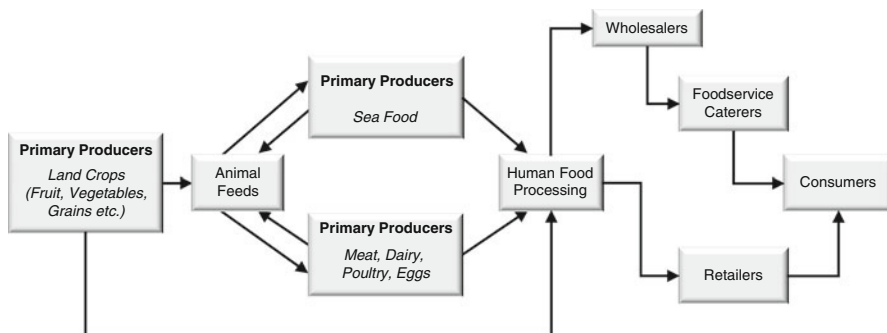 Primary Producers
Land Crops
(Fruit, Vegetables,
Grains etc.)
Animal
Feeds
Primary Producers
Sea Food
Primary Producers
Meat, Dairy,
Poultry, Eggs
Human Food
Processing
Wholesalers
Foodservice
Caterers
Consumers
Retailers